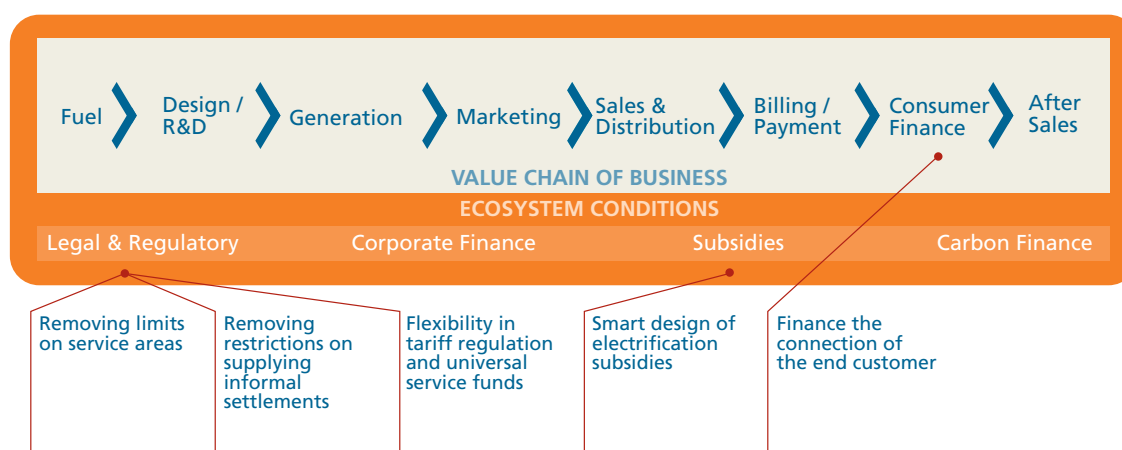 Fuel
Design /
R&D
Generation
Marketing
Sales &
Distribution
Billing /
Payment
Consumer
Finance
After
Sales
VALUE CHAIN OF BUSINESS
ECOSYSTEM CONDITIONS
Legal & Regulatory
Corporate Finance
Subsidies
Carbon Finance
Removing limits
on service areas
Removing
restrictions on
supplying
informal
settlements
Flexibility in
tariff regulation
and universal
service funds
Smart design of
electrification
subsidies
Finance the
connection of
the end customer